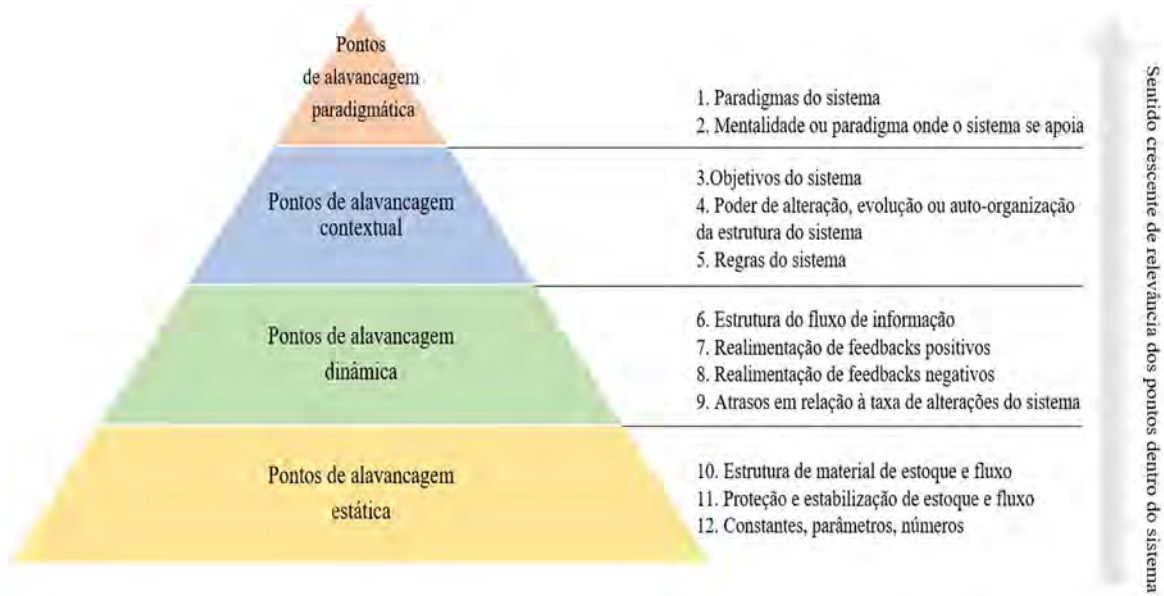 Pontos
de alavancagem
paradigmática
1. Paradigmas do sistema
2. Mentalidade ou paradigma onde o sistema se apoia
Pontos de alavancagem
contextual
3.Objetivos do sistema
4. Poder de alteração, evolução ou auto-organização
da estrutura do sistema
5. Regras do sistema
Pontos de alavancagem
dinâmica
6. Estrutura do fluxo de informação
7. Realimentação de feedbacks positivos
8. Realimentação de feedbacks negativos
9. Atrasos em relação à taxa de alterações do sistema
Pontos de alavancagem
estática
10. Estrutura de material de estoque e fluxo
11. Proteção e estabilização de estoque e fluxo
12. Constantes, parâmetros, números
Sentido crescente de relevância dos pontos dentro do sistema